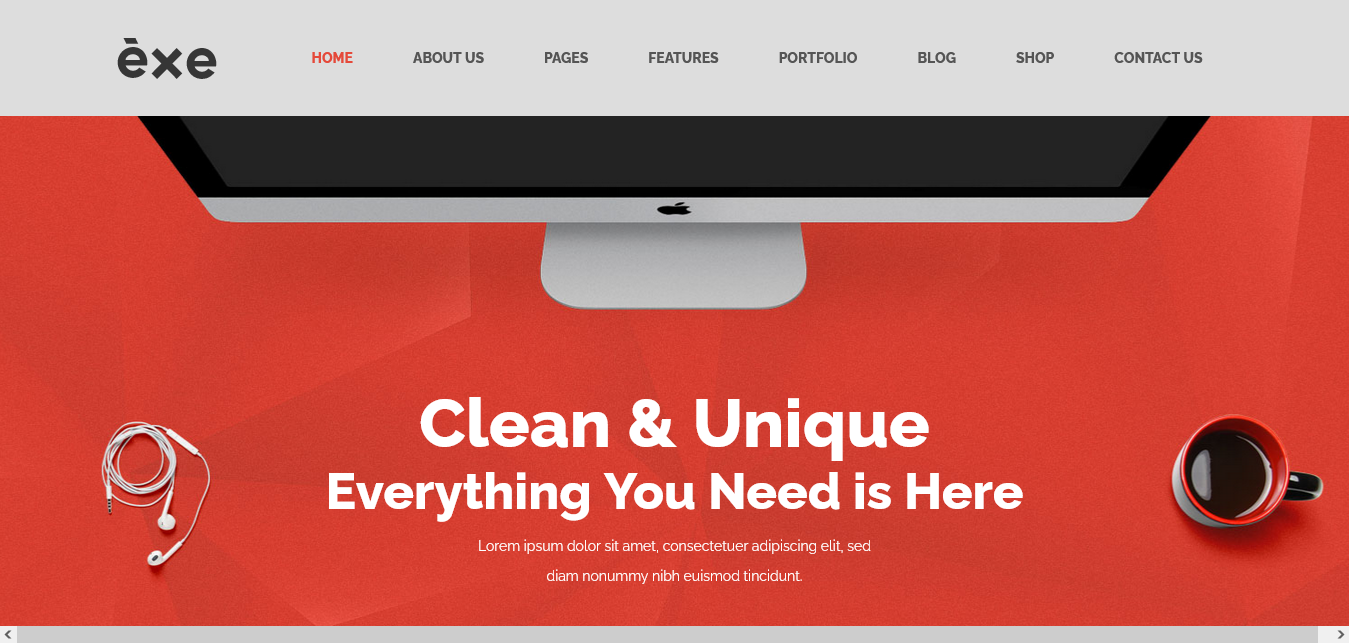 èxe
HOME ABOUT US PAGES FEATURES PORTFOLIO BLOG SHOP CONTACT US
Clean & Unique
Everything You Need is Here
Lorem ipsum dolor sit amet, consectetuer adipiscing elit, sed
diam nonummy nibh euismod tincidunt.